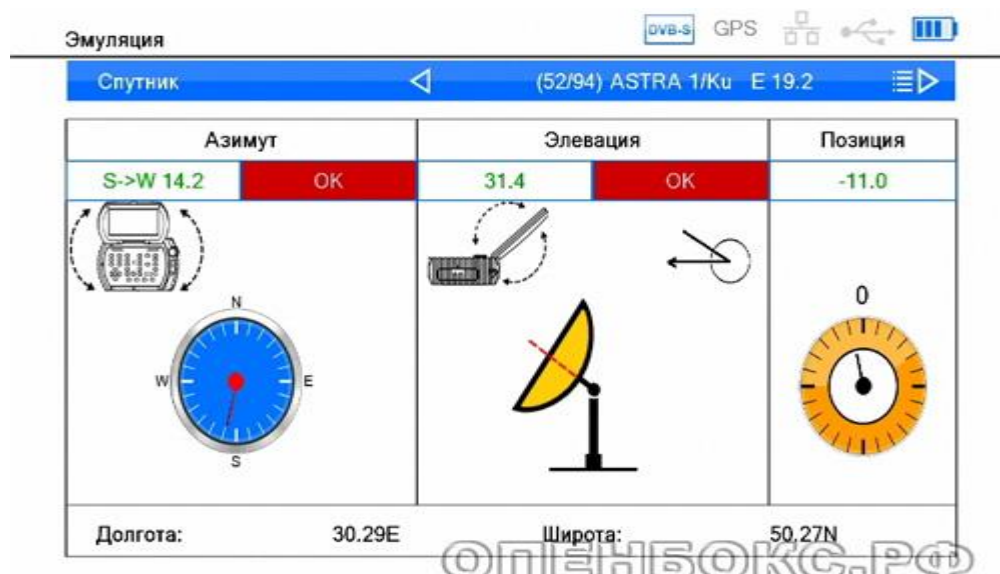 DVB-S GPS
Эмуляция
Спутник (52/94) ASTRA 1/Ku E 19.2
Азимут Элевация Позиция
S->W 14.2 OK 31.4 OK -11.0
0
N
W E
S
Долгота: 30.29E Широта: 50.27N
ОПЕНБОКС.РФ